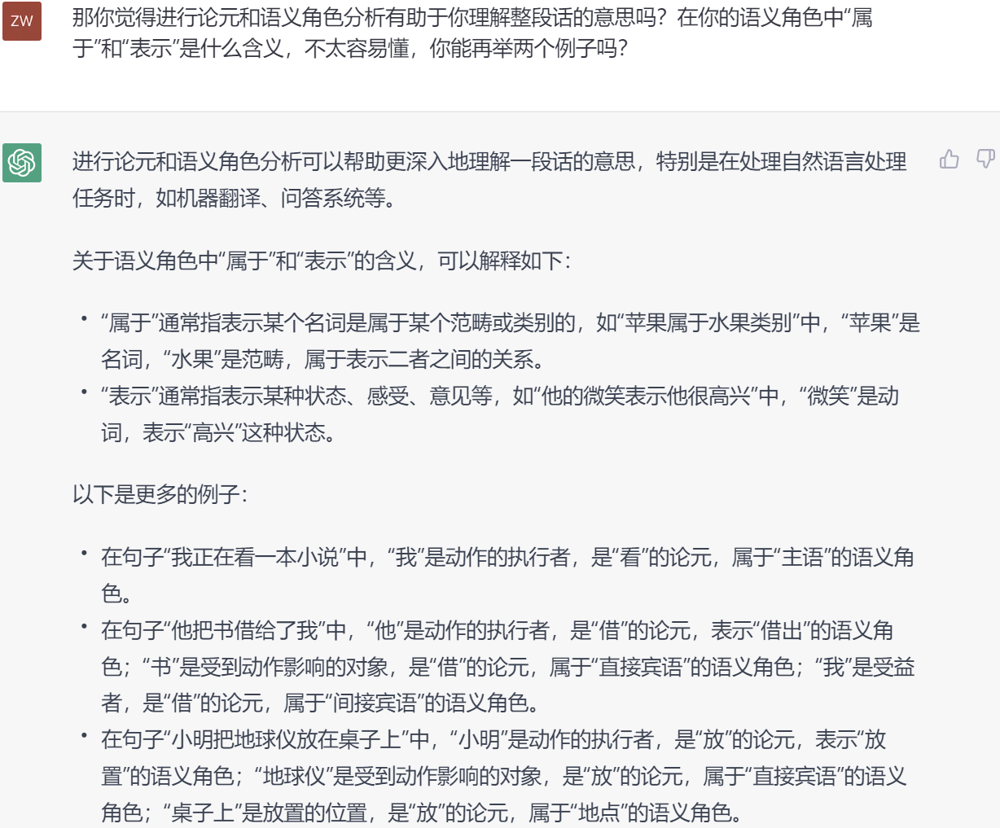 ZW
那你觉得进行论元和语义角色分析有助于你理解整段话的意思吗？在你的语义角色中“属
于”和“表示”是什么含义，不太容易懂，你能再举两个例子吗？
进行论元和语义角色分析可以帮助更深入地理解一段话的意思，特别是在处理自然语言处理
任务时，如机器翻译、问答系统等。
关于语义角色中“属于”和“表示”的含义，可以解释如下：
• “属于”通常指表示某个名词是属于某个范畴或类别的，如“苹果属于水果类别”中，“苹果”是
名词，“水果”是范畴，属于表示二者之间的关系。
• “表示”通常指表示某种状态、感受、意见等，如“他的微笑表示他很高兴”中，“微笑”是动
词，表示“高兴”这种状态。
以下是更多的例子：
• 在句子“我正在看一本小说”中，“我”是动作的执行者，是“看”的论元，属于“主语”的语义角
色。
• 在句子“他把书借给了我”中，“他”是动作的执行者，是“借”的论元，表示“借出”的语义角
色；“书”是受到动作影响的对象，是“借”的论元，属于“直接宾语”的语义角色；“我”是受益
者，是“借”的论元，属于“间接宾语”的语义角色。
• 在句子“小明把地球仪放在桌子上”中，“小明”是动作的执行者，是“放”的论元，表示“放
置”的语义角色；“地球仪”是受到动作影响的对象，是“放”的论元，属于“直接宾语”的语义
角色；“桌子上”是放置的位置，是“放”的论元，属于“地点”的语义角色。